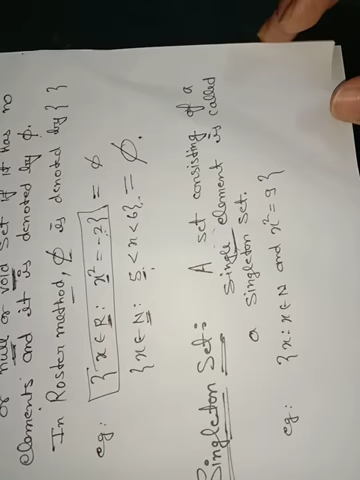 or null or void set if it has no
elements and it is denoted by φ.
In Roster method, φ is denoted by { }
eg: { x ∈ R : x² = -2 } = φ
{ x ∈ N : 5 < x < 6 } = φ.
Singleton Set: A set consisting of a
single element is called
a singleton set.
eg: { x : x ∈ N and x² = 9 }